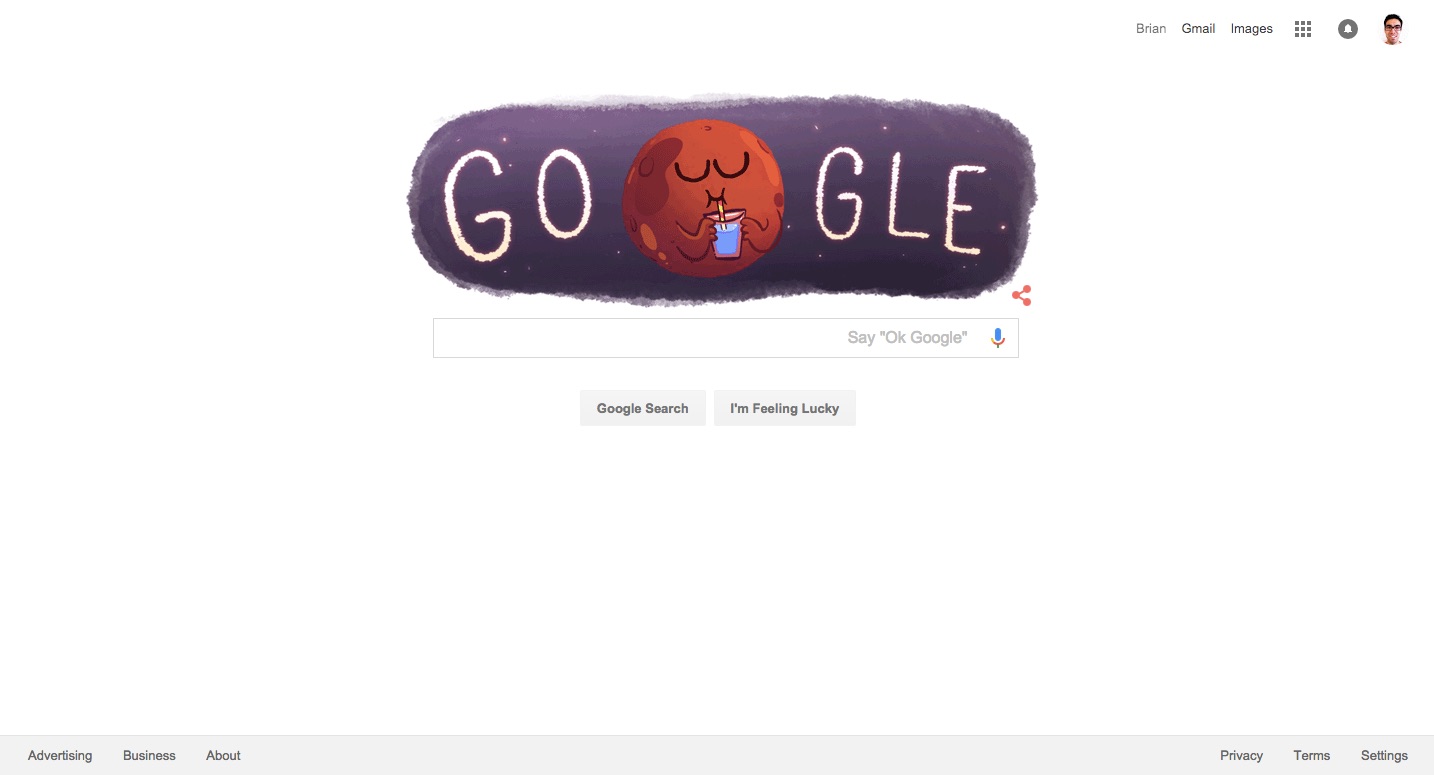 Brian Gmail Images
GO GLE
Say "Ok Google"
Google Search I'm Feeling Lucky
Advertising Business About Privacy Terms Settings